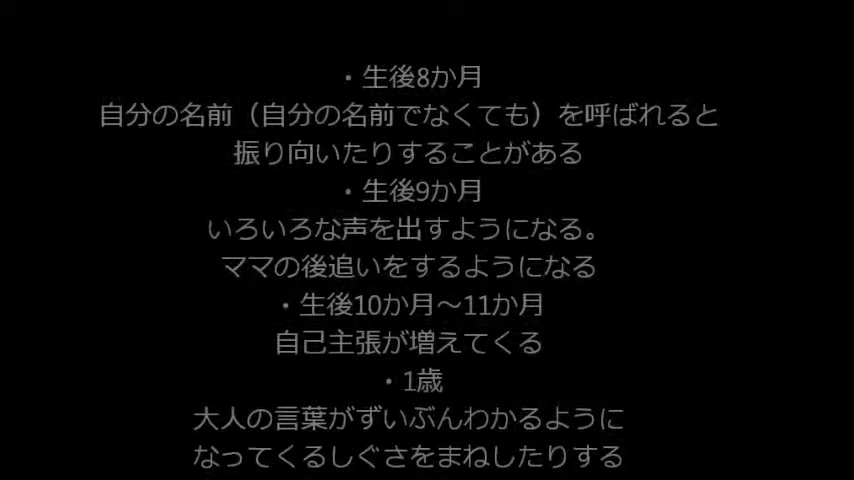 ・生後8か月
自分の名前（自分の名前でなくても）を呼ばれると
振り向いたりすることがある
・生後9か月
いろいろな声を出すようになる。
ママの後追いをするようになる
・生後10か月～11か月
自己主張が増えてくる
・1歳
大人の言葉がずいぶんわかるように
なってくるしぐさをまねしたりする